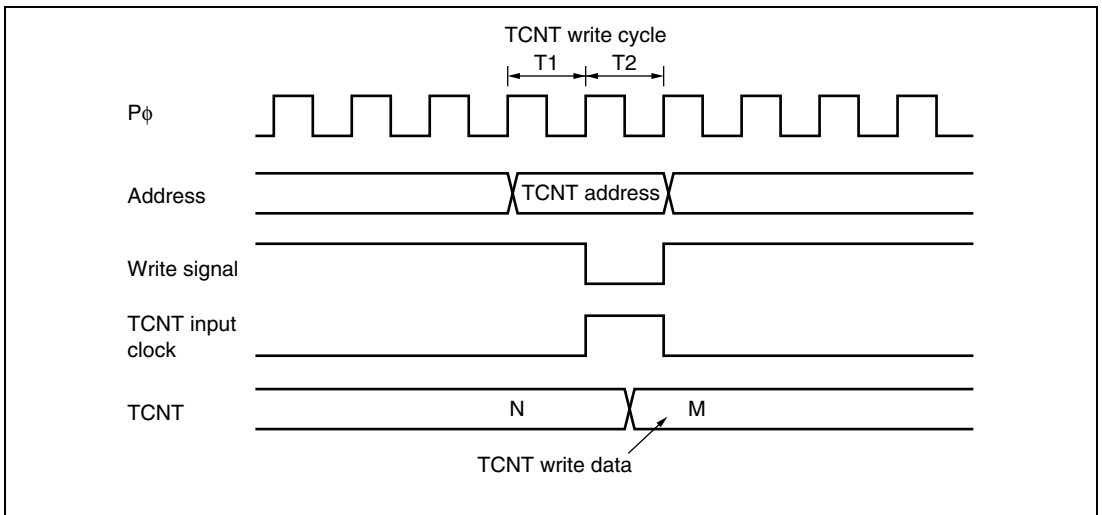 TCNT write cycle
T1 T2
Pϕ
Address
TCNT address
Write signal
TCNT input
clock
TCNT
N
M
TCNT write data